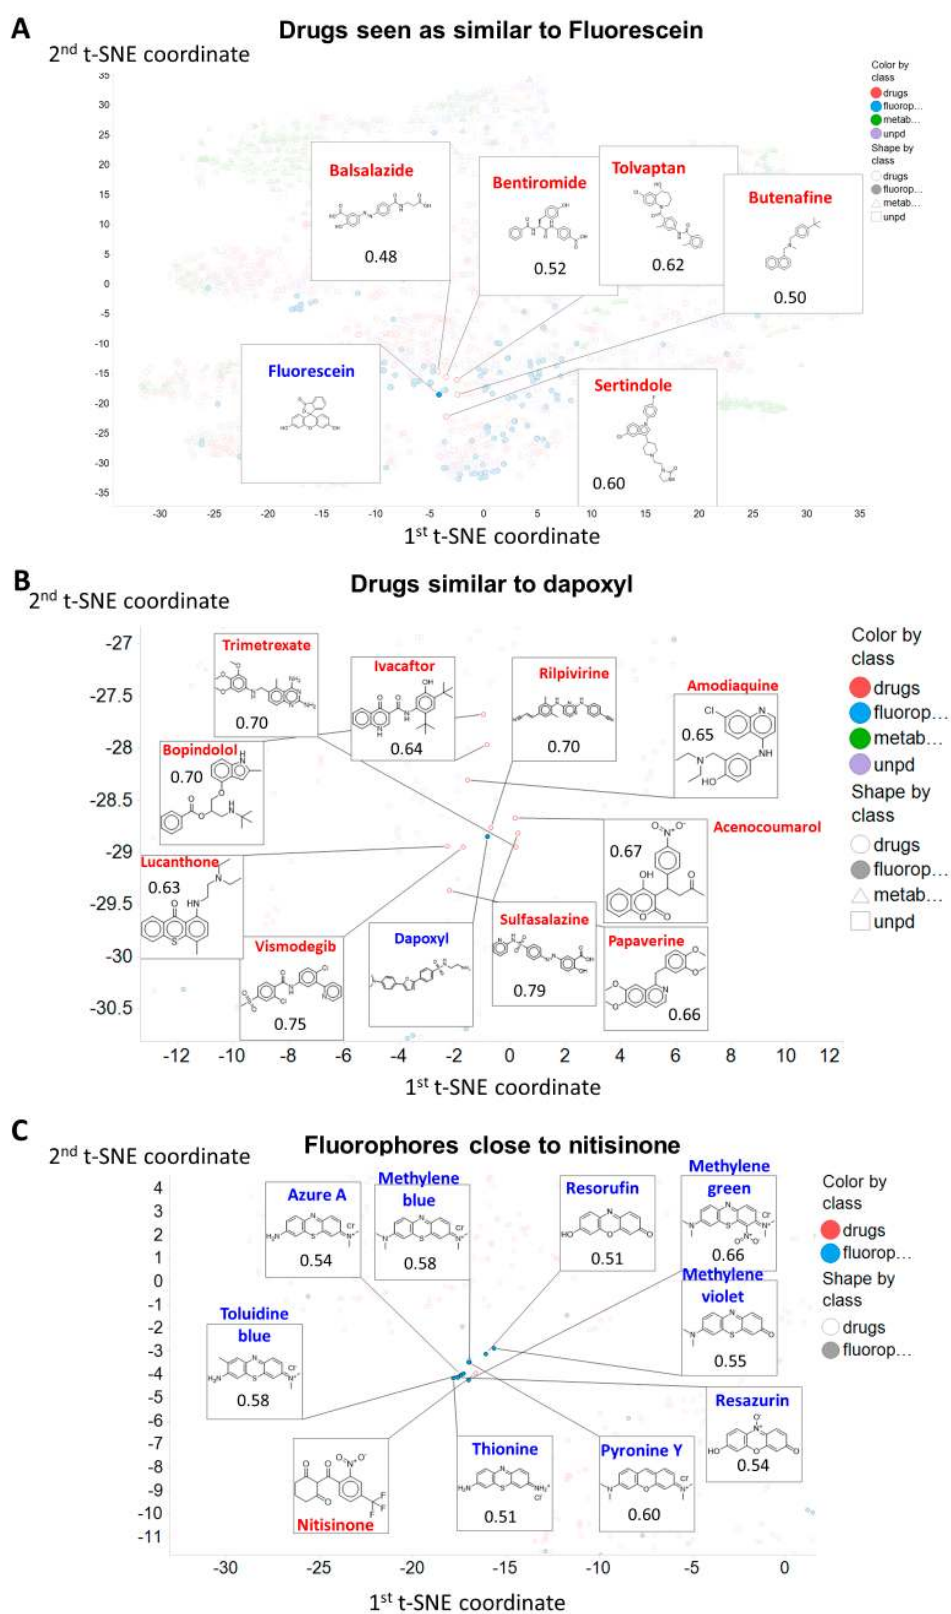 A
Drugs seen as similar to Fluorescein
2nd t-SNE coordinate
35
30
25
20
15
10
5
0
-5
-10
-15
-20
-25
-30
-35
Balsalazide
0.48
Bentiromide
0.52
Tolvaptan
0.62
Butenafine
0.50
Fluorescein
Sertindole
0.60
-30 -25 -20 -15 -10 -5 0 5 10 15 20 25 30 35
1st t-SNE coordinate
Color by
class
drugs
fluorop…
metab…
unpd
Shape by
class
drugs
fluorop…
metab…
unpd
B
Drugs similar to dapoxyl
2nd t-SNE coordinate
-27
-27.5
-28
-28.5
-29
-29.5
-30
-30.5
Trimetrexate
0.70
Ivacaftor
0.64
Rilpivirine
0.70
Amodiaquine
0.65
Bopindolol
0.70
Acenocoumarol
0.67
Lucanthone
0.63
Vismodegib
0.75
Dapoxyl
Sulfasalazine
0.79
Papaverine
0.66
-12 -10 -8 -6 -4 -2 0 2 4 6 8 10 12
1st t-SNE coordinate
Color by
class
drugs
fluorop…
metab…
unpd
Shape by
class
drugs
fluorop…
metab…
unpd
C
Fluorophores close to nitisinone
2nd t-SNE coordinate
4
3
2
1
0
-1
-2
-3
-4
-5
-6
-7
-8
-9
-10
-11
Azure A
0.54
Methylene
blue
0.58
Resorufin
0.51
Methylene
green
0.66
Methylene
violet
0.55
Toluidine
blue
0.58
Resazurin
0.54
Nitisinone
Thionine
0.51
Pyronine Y
0.60
-30 -25 -20 -15 -10 -5 0
1st t-SNE coordinate
Color by
class
drugs
fluorop…
Shape by
class
drugs
fluorop…